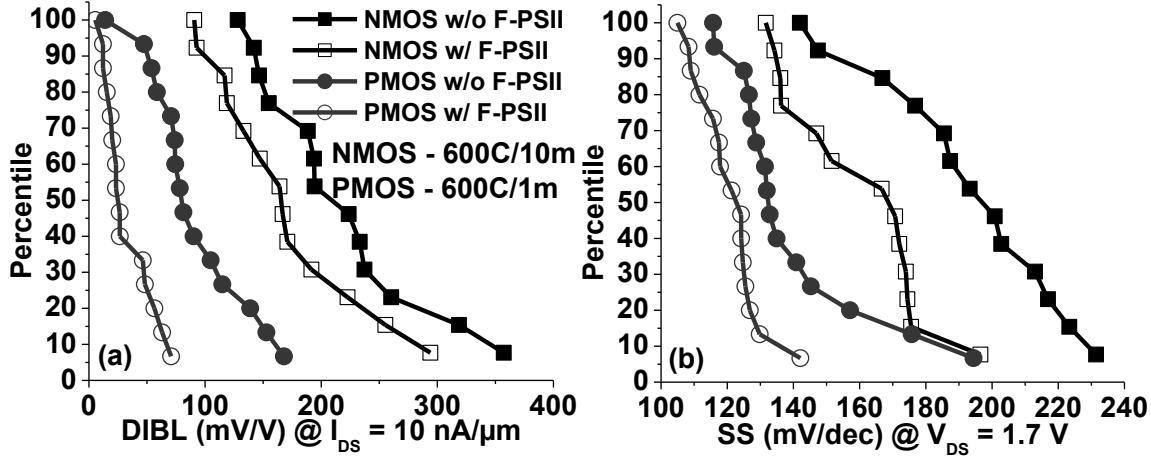 100
90
80
70
60
50
40
30
20
10
0
Percentile
NMOS w/o F-PSII
NMOS w/ F-PSII
PMOS w/o F-PSII
PMOS w/ F-PSII
NMOS - 600C/10m
PMOS - 600C/1m
(a)
0 100 200 300 400
DIBL (mV/V) @ I_DS = 10 nA/µm
100
90
80
70
60
50
40
30
20
10
0
Percentile
(b)
100 120 140 160 180 200 220 240
SS (mV/dec) @ V_DS = 1.7 V